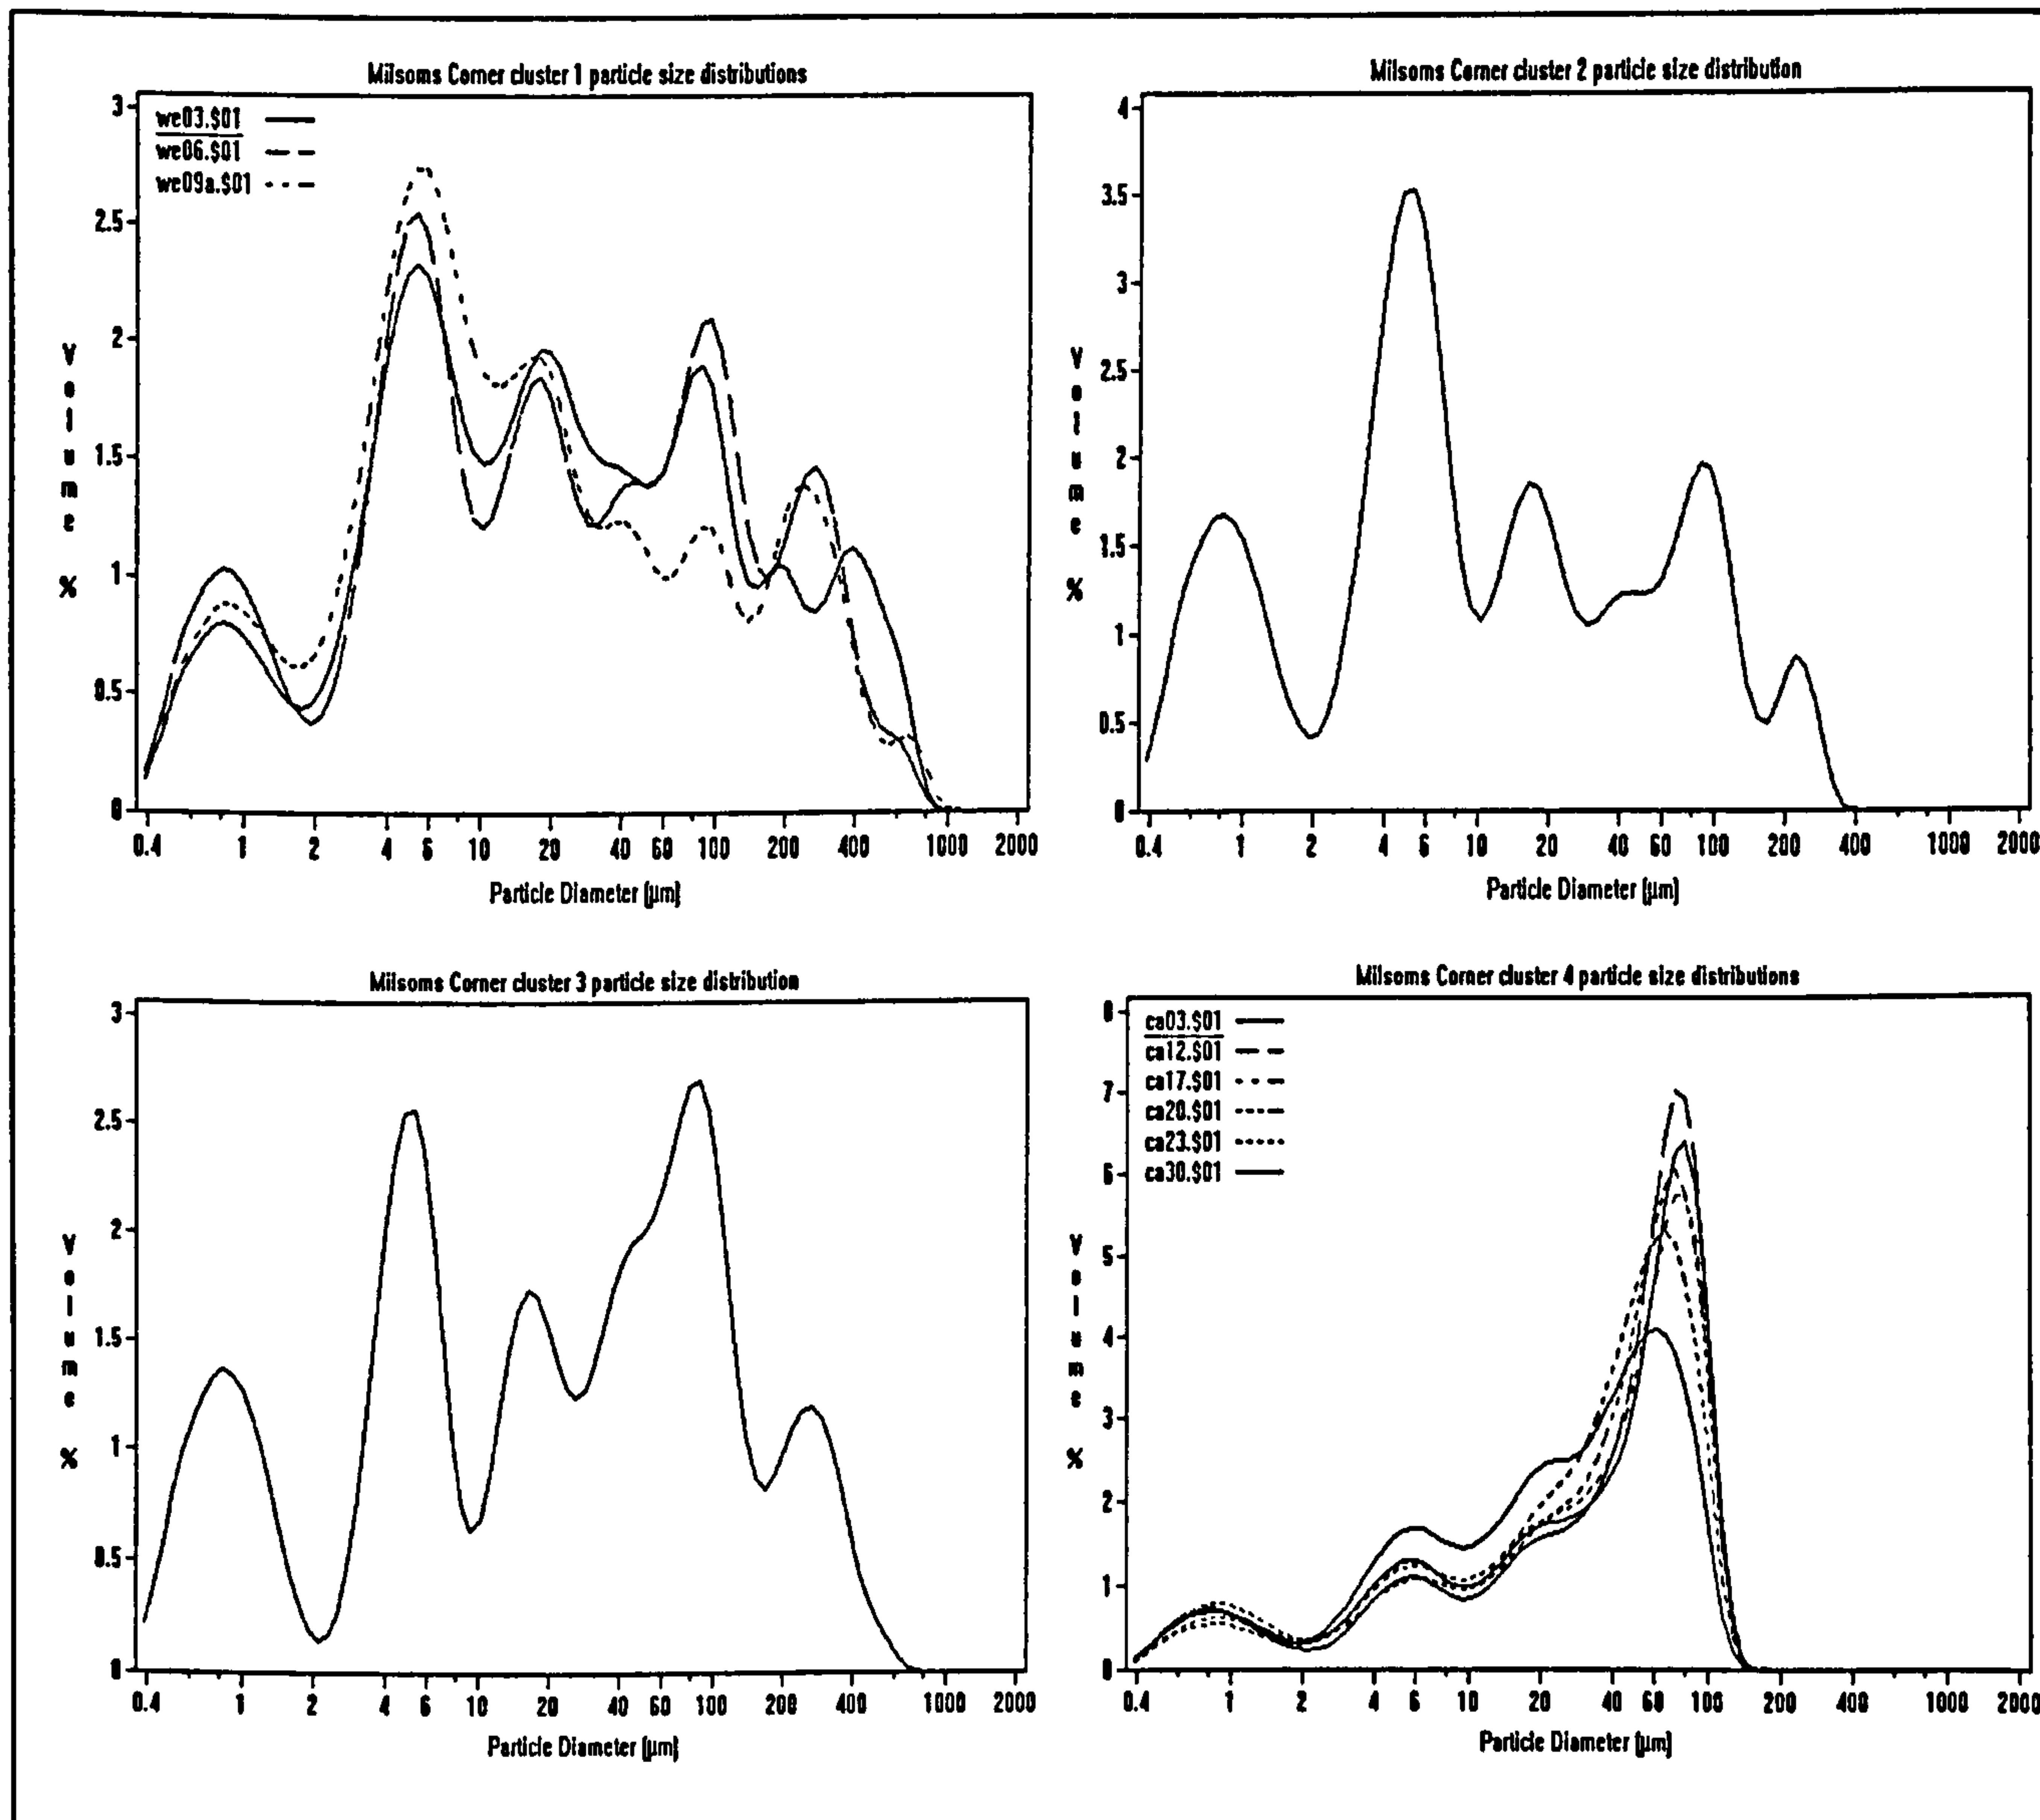 Milsoms Corner cluster 1 particle size distributions
3
2.5
2
1.5
1
0.5
0
Volume %
we03.$01
we06.$01
we09a.$01
0.4 1 2 4 6 10 20 40 60 100 200 400 1000 2000
Particle Diameter (µm)
Milsoms Corner cluster 2 particle size distribution
4
3.5
3
2.5
2
1.5
1
0.5
0
Volume %
0.4 1 2 4 6 10 20 40 60 100 200 400 1000 2000
Particle Diameter (µm)
Milsoms Corner cluster 3 particle size distribution
3
2.5
2
1.5
1
0.5
0
Volume %
0.4 1 2 4 6 10 20 40 60 100 200 400 1000 2000
Particle Diameter (µm)
Milsoms Corner cluster 4 particle size distributions
8
7
6
5
4
3
2
1
0
Volume %
ca03.$01
ca12.$01
ca17.$01
ca20.$01
ca23.$01
ca30.$01
0.4 1 2 4 6 10 20 40 60 100 200 400 1000 2000
Particle Diameter (µm)